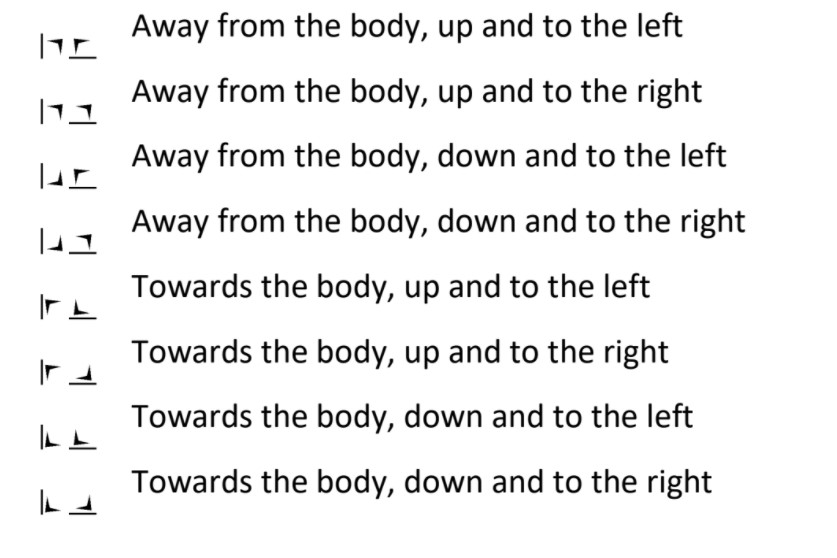 Away from the body, up and to the left
Away from the body, up and to the right
Away from the body, down and to the left
Away from the body, down and to the right
Towards the body, up and to the left
Towards the body, up and to the right
Towards the body, down and to the left
Towards the body, down and to the right